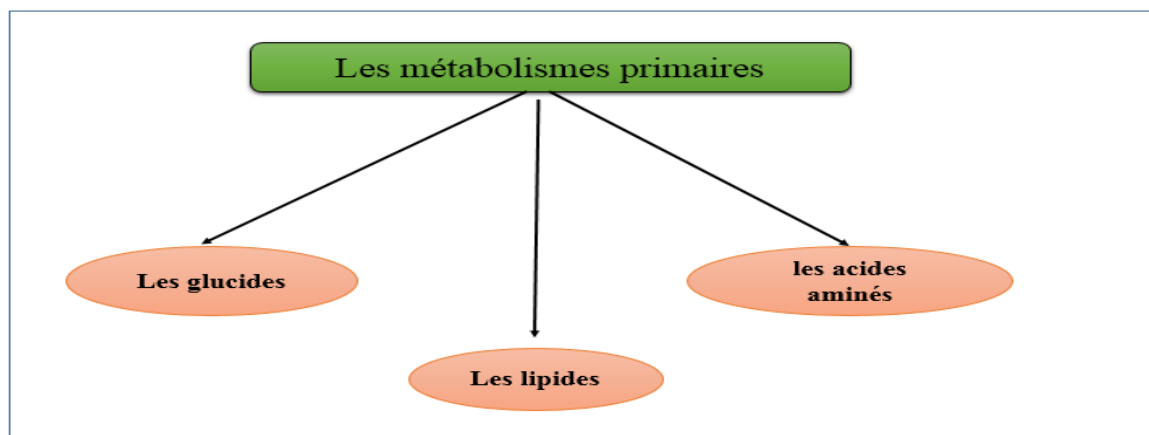 Les métabolismes primaires
Les glucides
les acides
aminés
Les lipides